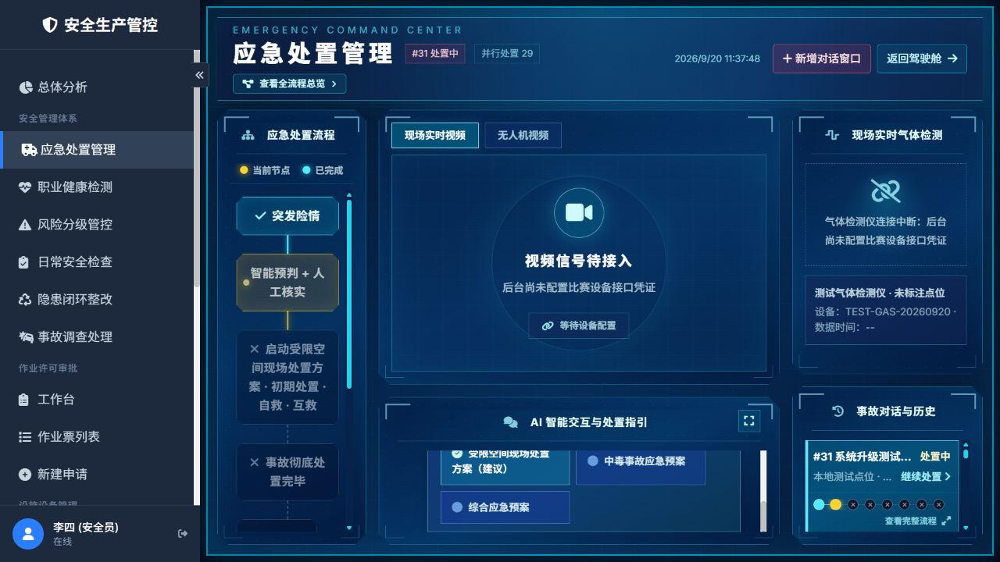 安全生产管控
总体分析
安全管理体系
应急处置管理
职业健康检测
风险分级管控
日常安全检查
隐患闭环整改
事故调查处理
作业许可审批
工作台
作业票列表
新建申请
设施设备管理
李四 (安全员)
在线
EMERGENCY COMMAND CENTER
应急处置管理
#31 处置中
并行处置 29
查看全流程总览
2026/9/20 11:37:48
新增对话窗口
返回驾驶舱
应急处置流程
当前节点
已完成
突发险情
智能预判 + 人
工核实
启动受限空
间现场处置方
案 · 初期处置 ·
自救 · 互救
事故彻底处
置完毕
现场实时视频
无人机视频
视频信号待接入
后台尚未配置比赛设备接口凭证
等待设备配置
AI 智能交互与处置指引
受限空间现场处置
方案（建议）
中毒事故应急预案
综合应急预案
现场实时气体检测
气体检测仪连接中断：后台
尚未配置比赛设备接口凭证
测试气体检测仪 · 未标注点位
设备：TEST-GAS-20260920 ·
数据时间：--
事故对话与历史
#31 系统升级测试... 处置中
本地测试点位 · ... 继续处置
查看完整流程